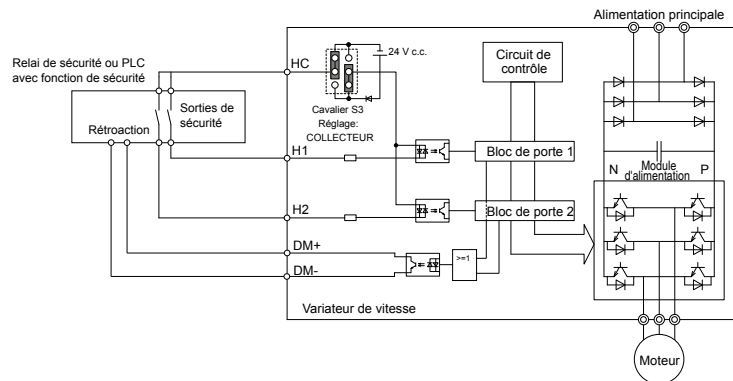 Alimentation principale
24 V c.c.
Circuit de
contrôle
Relai de sécurité ou PLC
avec fonction de sécurité
HC
Sorties de
sécurité
Rétroaction
Cavalier S3
Réglage:
COLLECTEUR
H1
Bloc de porte 1
N
Module
d'alimentation
P
H2
Bloc de porte 2
DM+
DM-
>=1
Variateur de vitesse
Moteur